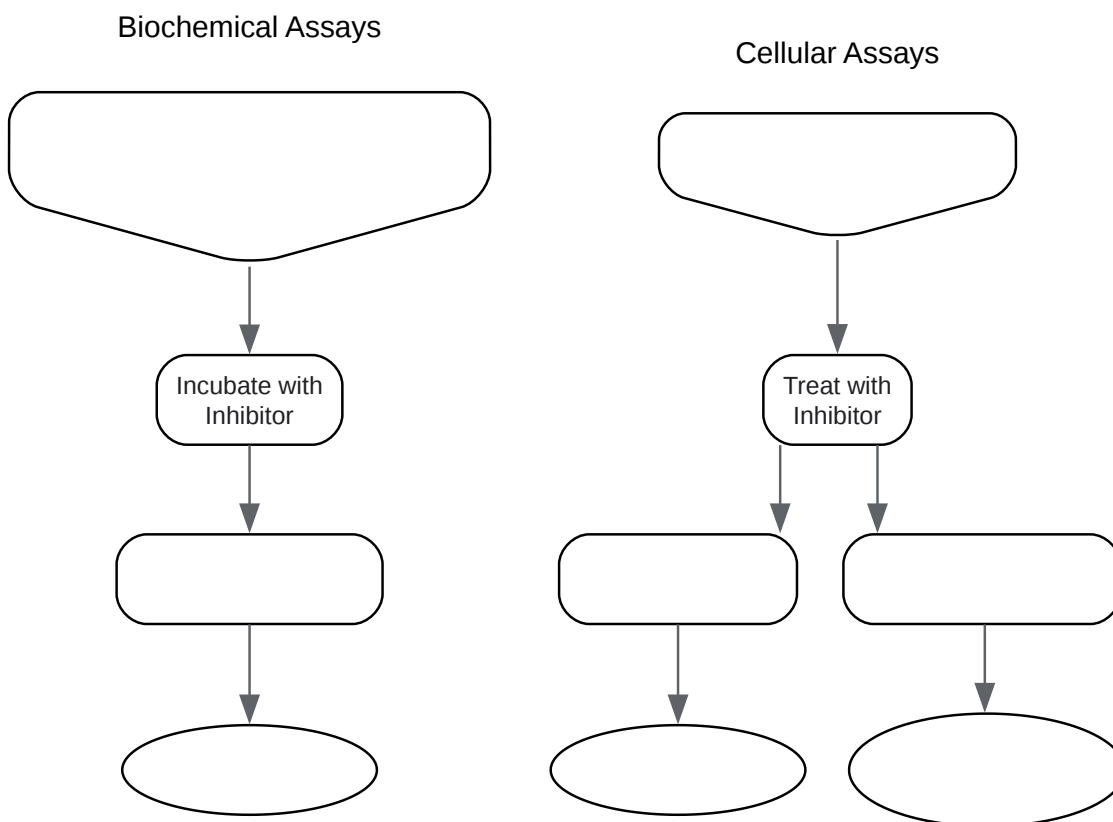 Biochemical Assays
Cellular Assays
Incubate with
Inhibitor
Treat with
Inhibitor